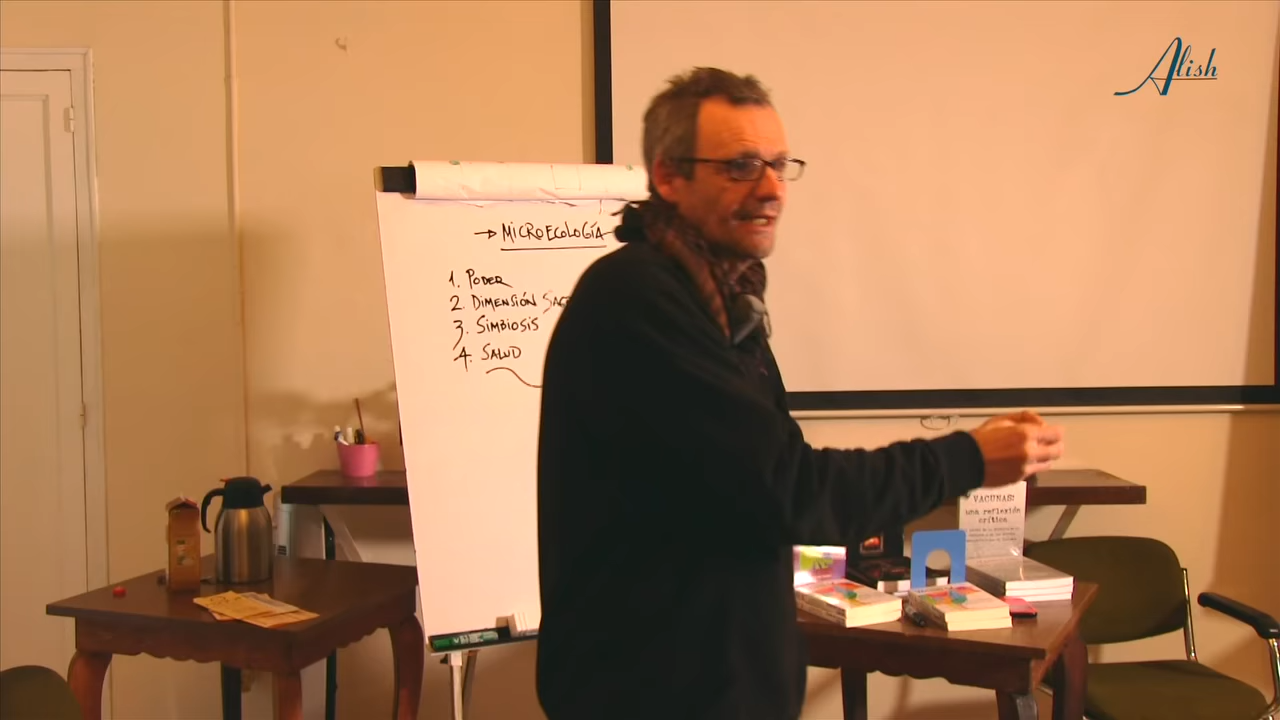 Alish
→ MICROECOLOGÍA
1. PODER
2. DIMENSIÓN
3. SIMBIOSIS
4. SALUD
VACUNAS:
una reflexión
crítica